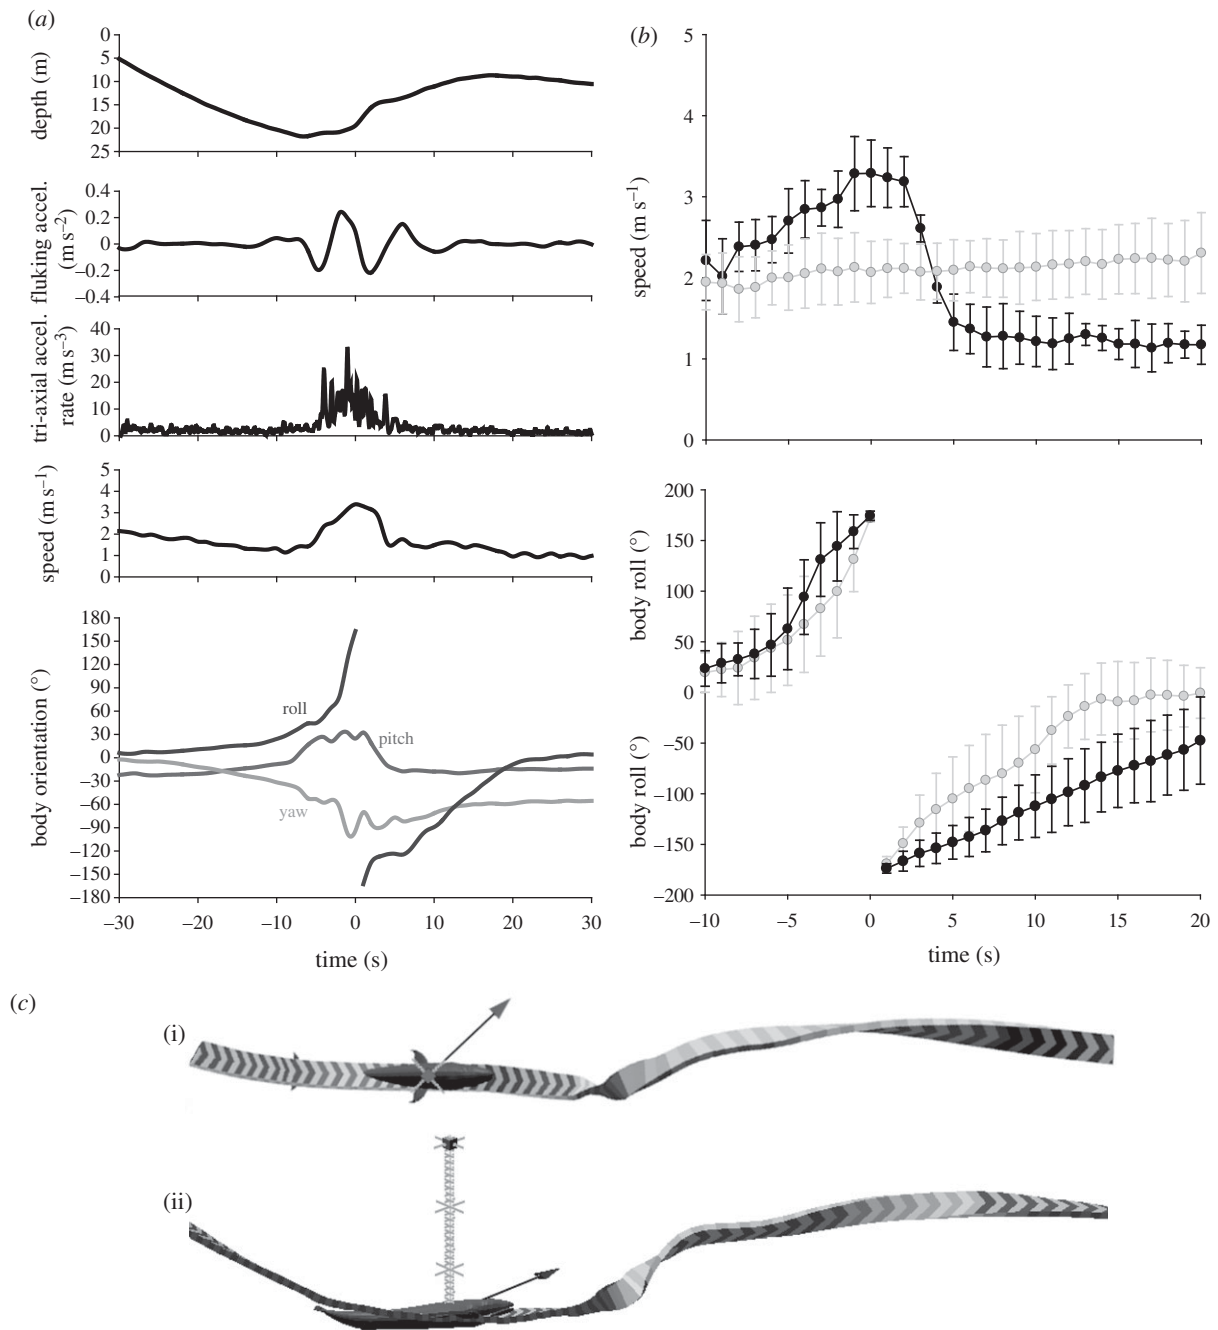 (a)
0
5
10
15
20
25
depth (m)
0.4
0.2
0
−0.2
−0.4
fluking accel.
(m s−2)
40
30
20
10
0
tri-axial accel.
rate (m s−3)
5
4
3
2
1
0
speed (m s−1)
180
150
120
90
60
30
0
−30
−60
−90
−120
−150
−180
body orientation (°)
roll
pitch
yaw
−30 −20 −10 0 10 20 30
time (s)
(b)
5
4
3
2
1
0
speed (m s−1)
200
150
100
50
0
−50
−100
−150
−200
body roll (°)
body roll (°)
−10 −5 0 5 10 15 20
time (s)
(c)
(i)
(ii)